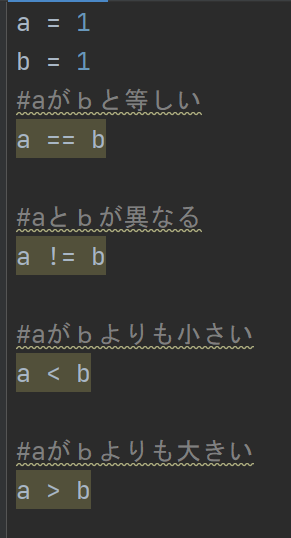 a = 1
b = 1
#aがｂと等しい
a == b
#aとｂが異なる
a != b
#aがｂよりも小さい
a < b
#aがｂよりも大きい
a > b